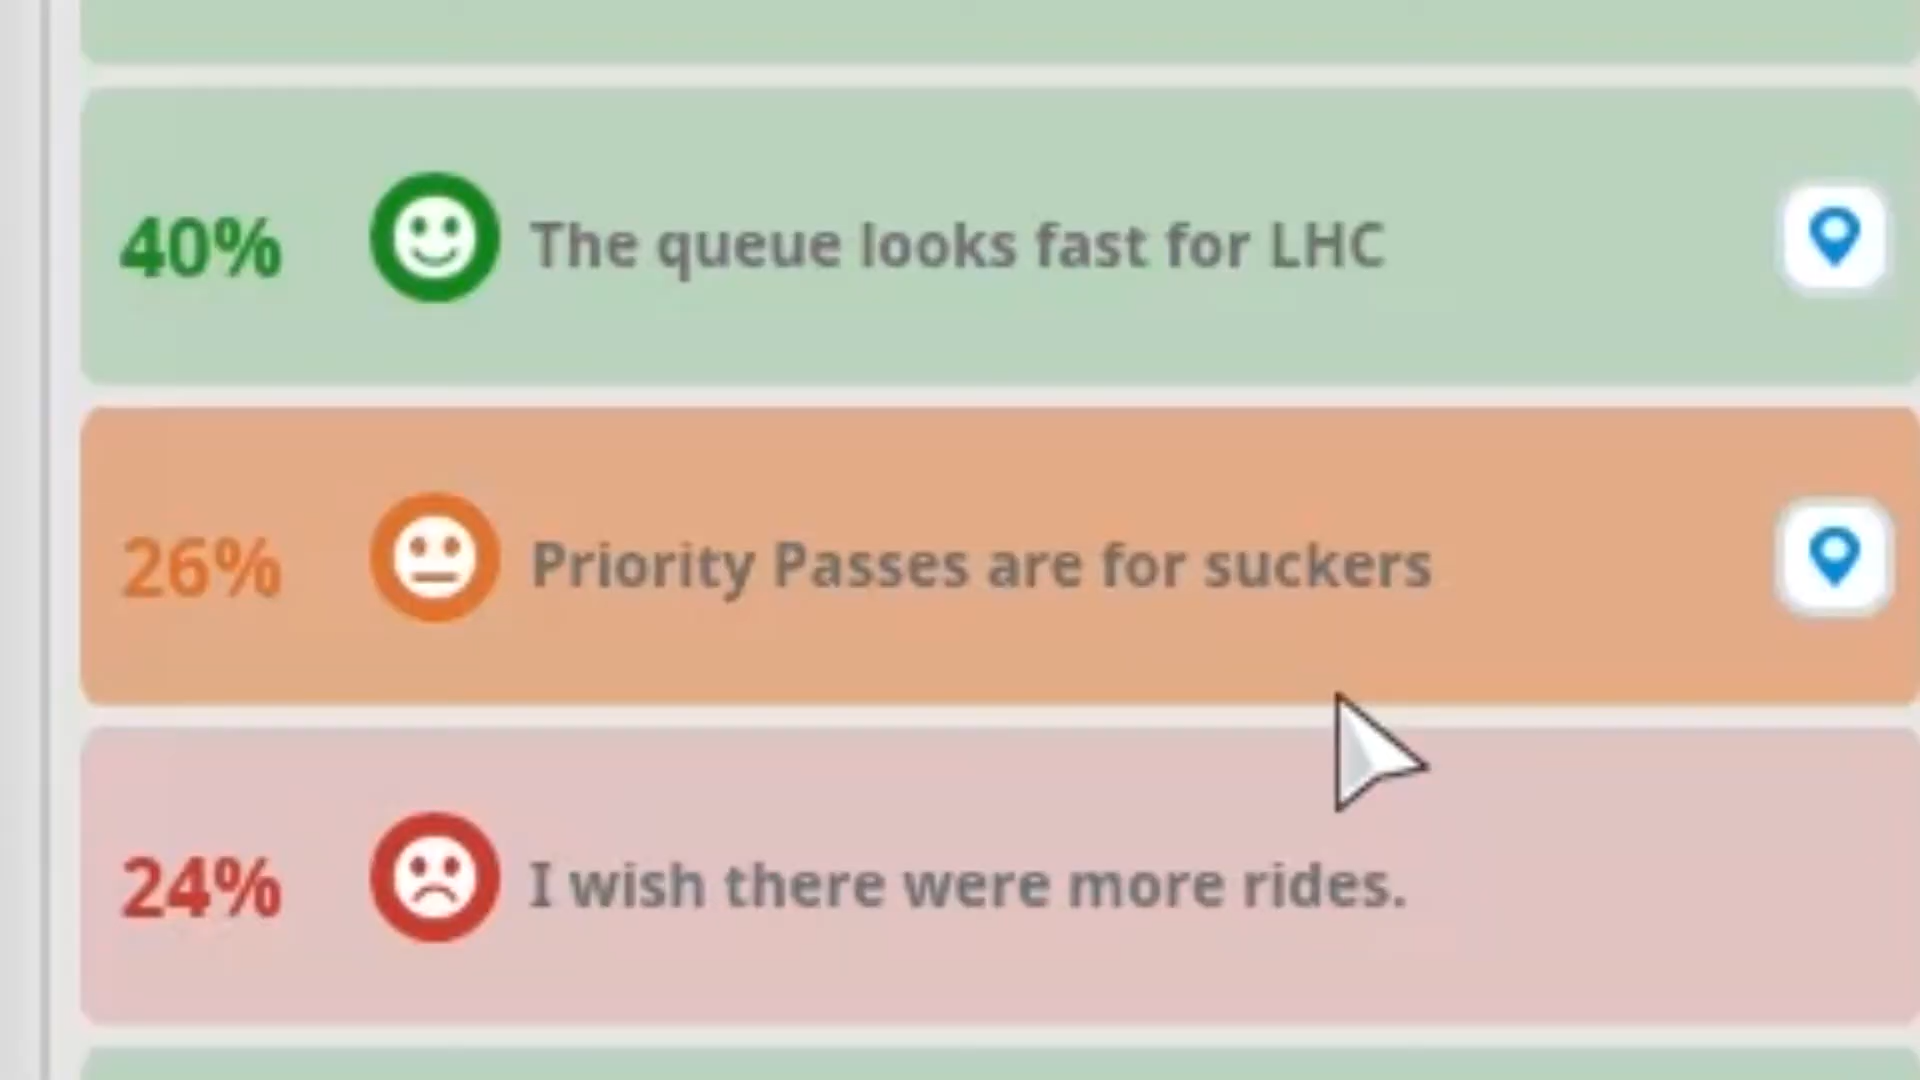 40% The queue looks fast for LHC
26% Priority Passes are for suckers
24% I wish there were more rides.